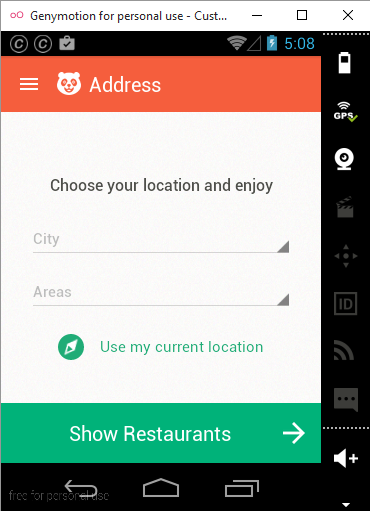 Genymotion for personal use - Cust...
5:08
Address
GPS
Choose your location and enjoy
City
Areas
ID
Use my current location
Show Restaurants
free for personal use